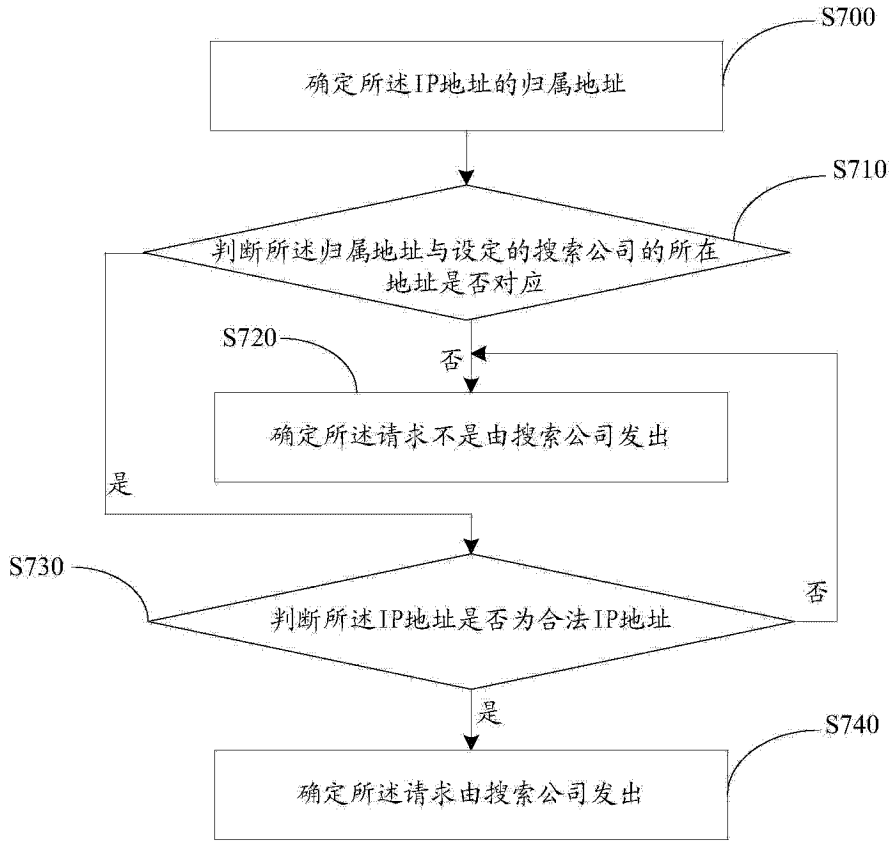 S700
确定所述IP地址的归属地址
S710
判断所述归属地址与设定的搜索公司的所在
地址是否对应
S720
否
确定所述请求不是由搜索公司发出
是
S730
判断所述IP地址是否为合法IP地址
否
是
S740
确定所述请求由搜索公司发出